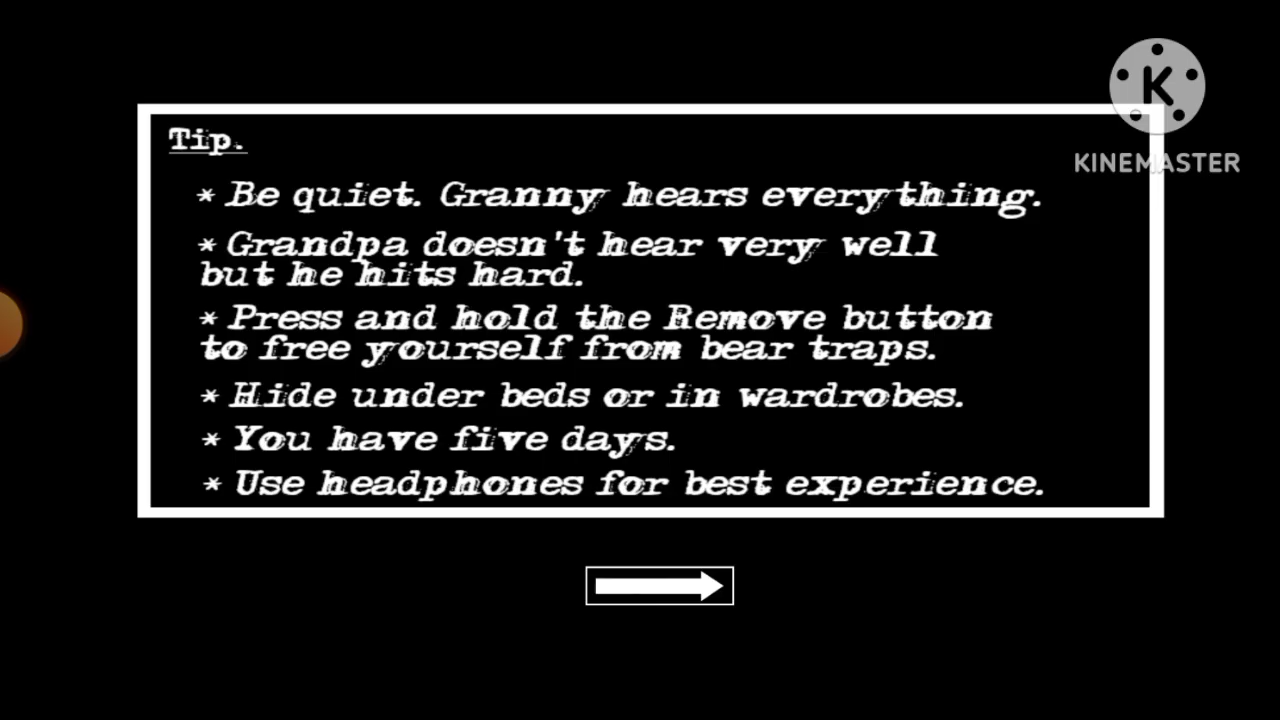 K
KINEMASTER
Tip.
* Be quiet. Granny hears everything.
* Grandpa doesn't hear very well
but he hits hard.
* Press and hold the Remove button
to free yourself from bear traps.
* Hide under beds or in wardrobes.
* You have five days.
* Use headphones for best experience.